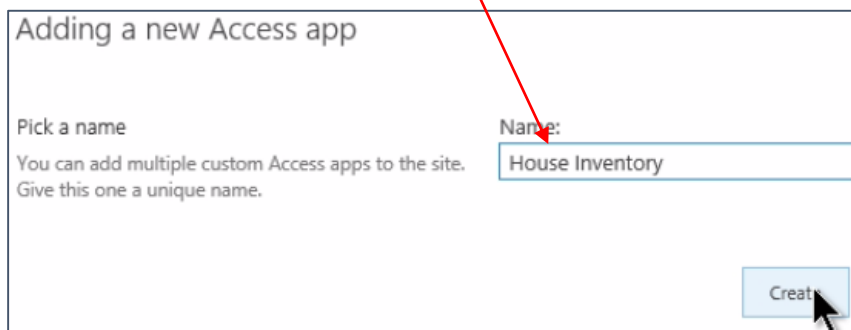 Adding a new Access app
Pick a name
You can add multiple custom Access apps to the site.
Give this one a unique name.
Name:
House Inventory
Create